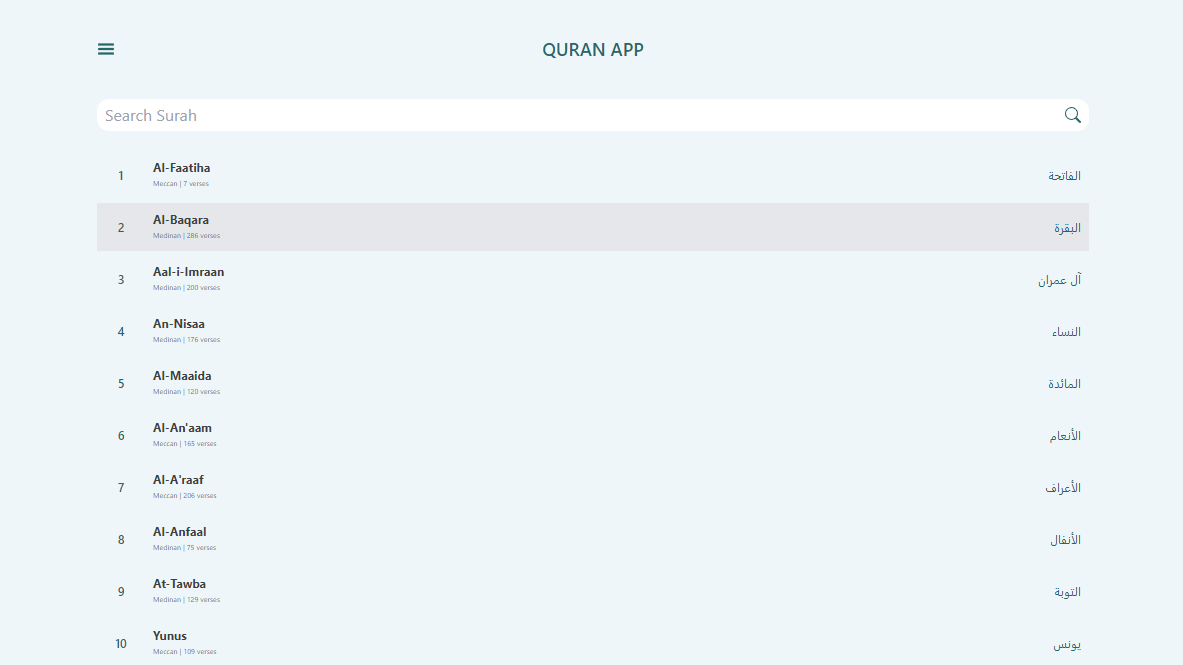 QURAN APP
Search Surah
1 Al-Faatiha الفاتحة
Meccan | 7 verses
2 Al-Baqara البقرة
Medinan | 286 verses
3 Aal-i-Imraan آل عمران
Medinan | 200 verses
4 An-Nisaa النساء
Medinan | 176 verses
5 Al-Maaida المائدة
Medinan | 120 verses
6 Al-An'aam الأنعام
Meccan | 165 verses
7 Al-A'raaf الأعراف
Meccan | 206 verses
8 Al-Anfaal الأنفال
Medinan | 75 verses
9 At-Tawba التوبة
Medinan | 129 verses
10 Yunus يونس
Meccan | 109 verses